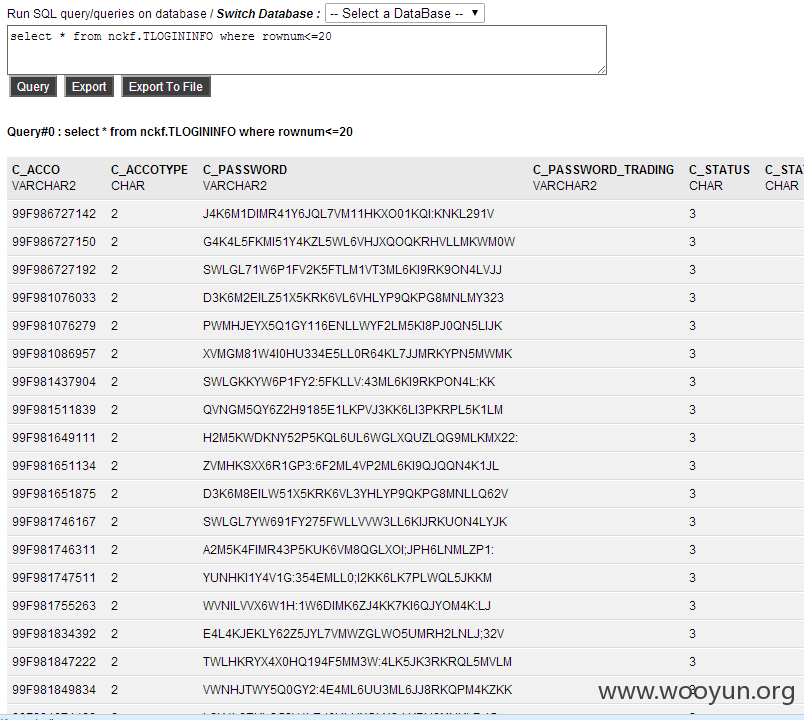 Run SQL query/queries on database / Switch Database : -- Select a DataBase -- ▼
select * from nckf.TLOGININFO where rownum<=20
Query Export Export To File
Query#0 : select * from nckf.TLOGININFO where rownum<=20
C_ACCO C_ACCOTYPE C_PASSWORD C_PASSWORD_TRADING C_STATUS C_STA
VARCHAR2 CHAR VARCHAR2 VARCHAR2 CHAR CHAR
99F986727142 2 J4K6M1DIMR41Y6JQL7VM11HKXO01KQI:KNKL291V 3
99F986727150 2 G4K4L5FKMI51Y4KZL5WL6VHJXQOQKRHVLLMKWM0W 3
99F986727192 2 SWLGL71W6P1FV2K5FTLM1VT3ML6KI9RK9ON4LVJJ 3
99F981076033 2 D3K6M2EILZ51X5KRK6VL6VHLYP9QKPG8MNLMY323 3
99F981076279 2 PWMHJEYX5Q1GY116ENLLWYF2LM5KI8PJ0QN5LIJK 3
99F981086957 2 XVMGM81W4I0HU334E5LL0R64KL7JJMRKYPN5MWMK 3
99F981437904 2 SWLGKKYW6P1FY2:5FKLLV:43ML6KI9RKPON4L:KK 3
99F981511839 2 QVNGM5QY6Z2H9185E1LKPVJ3KK6LI3PKRPL5K1LM 3
99F981649111 2 H2M5KWDKNY52P5KQL6UL6WGLXQUZLQG9MLKMX22: 3
99F981651134 2 ZVMHKSXX6R1GP3:6F2ML4VP2ML6KI9QJQQN4K1JL 3
99F981651875 2 D3K6M8EILW51X5KRK6VL3YHLYP9QKPG8MNLLQ62V 3
99F981746167 2 SWLGL7YW691FY275FWLLVVW3LL6KIJRKUON4LYJK 3
99F981746311 2 A2M5K4FIMR43P5KUK6VM8QGLXOI;JPH6LNMLZP1: 3
99F981747511 2 YUNHKI1Y4V1G:354EMLL0;I2KK6LK7PLWQL5JKKM 3
99F981755263 2 WVNILVVX6W1H:1W6DIMK6ZJ4KK7KI6QJYOM4K:LJ 3
99F981834392 2 E4L4KJEKLY62Z5JYL7VMWZGLWO5UMRH2LNLJ;32V 3
99F981847222 2 TWLHKRYX4X0HQ194F5MM3W:4LK5JK3RKRQL5MVLM 3
99F981849834 2 VWNHJTWY5Q0GY2:4E4ML6UU3ML6JJ8RKQPM4KZKK 3
www.wooyun.org